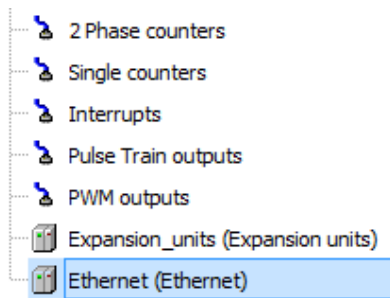 2 Phase counters
Single counters
Interrupts
Pulse Train outputs
PWM outputs
Expansion_units (Expansion units)
Ethernet (Ethernet)